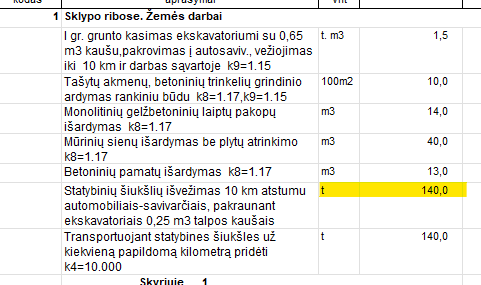 1 Sklypo ribose. Žemės darbai
I gr. grunto kasimas ekskavatoriumi su 0,65 t. m3 1,5
m3 kaušu,pakrovimas į autosaviv., vežiojimas
iki 10 km ir darbas sąvartoje k9=1.15
Tašytų akmenų, betoninių trinkelių grindinio 100m2 10,0
ardymas rankiniu būdu k8=1.17,k9=1.15
Monolitinių gelžbetoninių laiptų pakopų m3 14,0
išardymas k8=1.17
Mūrinių sienų išardymas be plytų atrinkimo m3 40,0
k8=1.17
Betoninių pamatų išardymas k8=1.17 m3 13,0
Statybinių šiukšlių išvežimas 10 km atstumu t 140,0
automobiliais-savivarčiais, pakraunant
ekskavatoriais 0,25 m3 talpos kaušais
Transportuojant statybines šiukšles už t 140,0
kiekvieną papildomą kilometrą pridėti
k4=10.000
Skyriuje 1